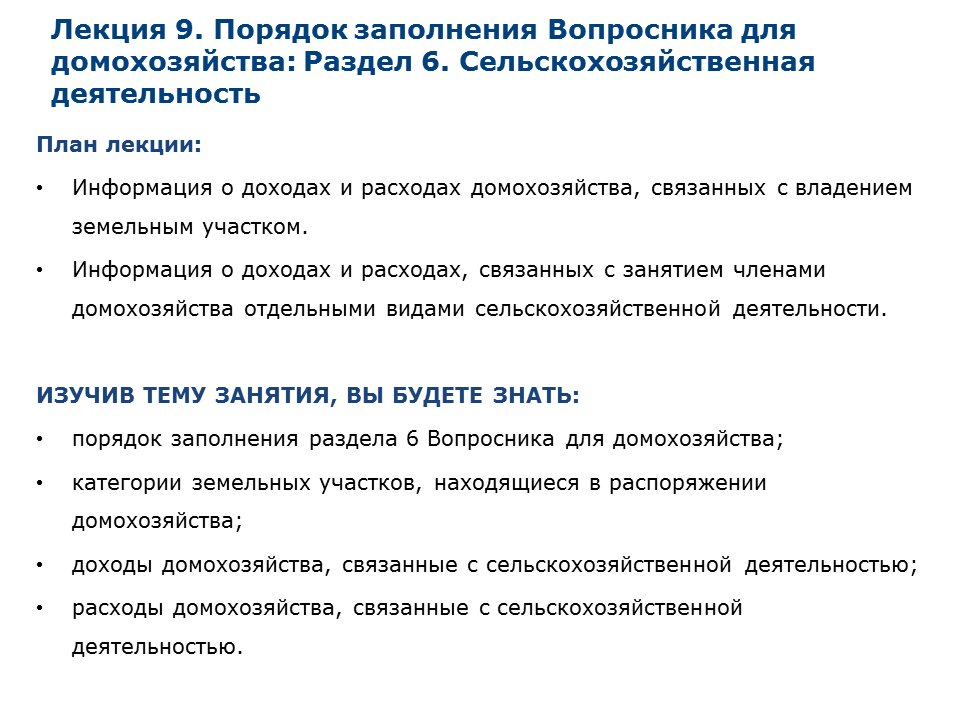 Лекция 9. Порядок заполнения Вопросника для
домохозяйства: Раздел 6. Сельскохозяйственная
деятельность
План лекции:
• Информация о доходах и расходах домохозяйства, связанных с владением
земельным участком.
• Информация о доходах и расходах, связанных с занятием членами
домохозяйства отдельными видами сельскохозяйственной деятельности.
ИЗУЧИВ ТЕМУ ЗАНЯТИЯ, ВЫ БУДЕТЕ ЗНАТЬ:
• порядок заполнения раздела 6 Вопросника для домохозяйства;
• категории земельных участков, находящиеся в распоряжении
домохозяйства;
• доходы домохозяйства, связанные с сельскохозяйственной деятельностью;
• расходы домохозяйства, связанные с сельскохозяйственной
деятельностью.